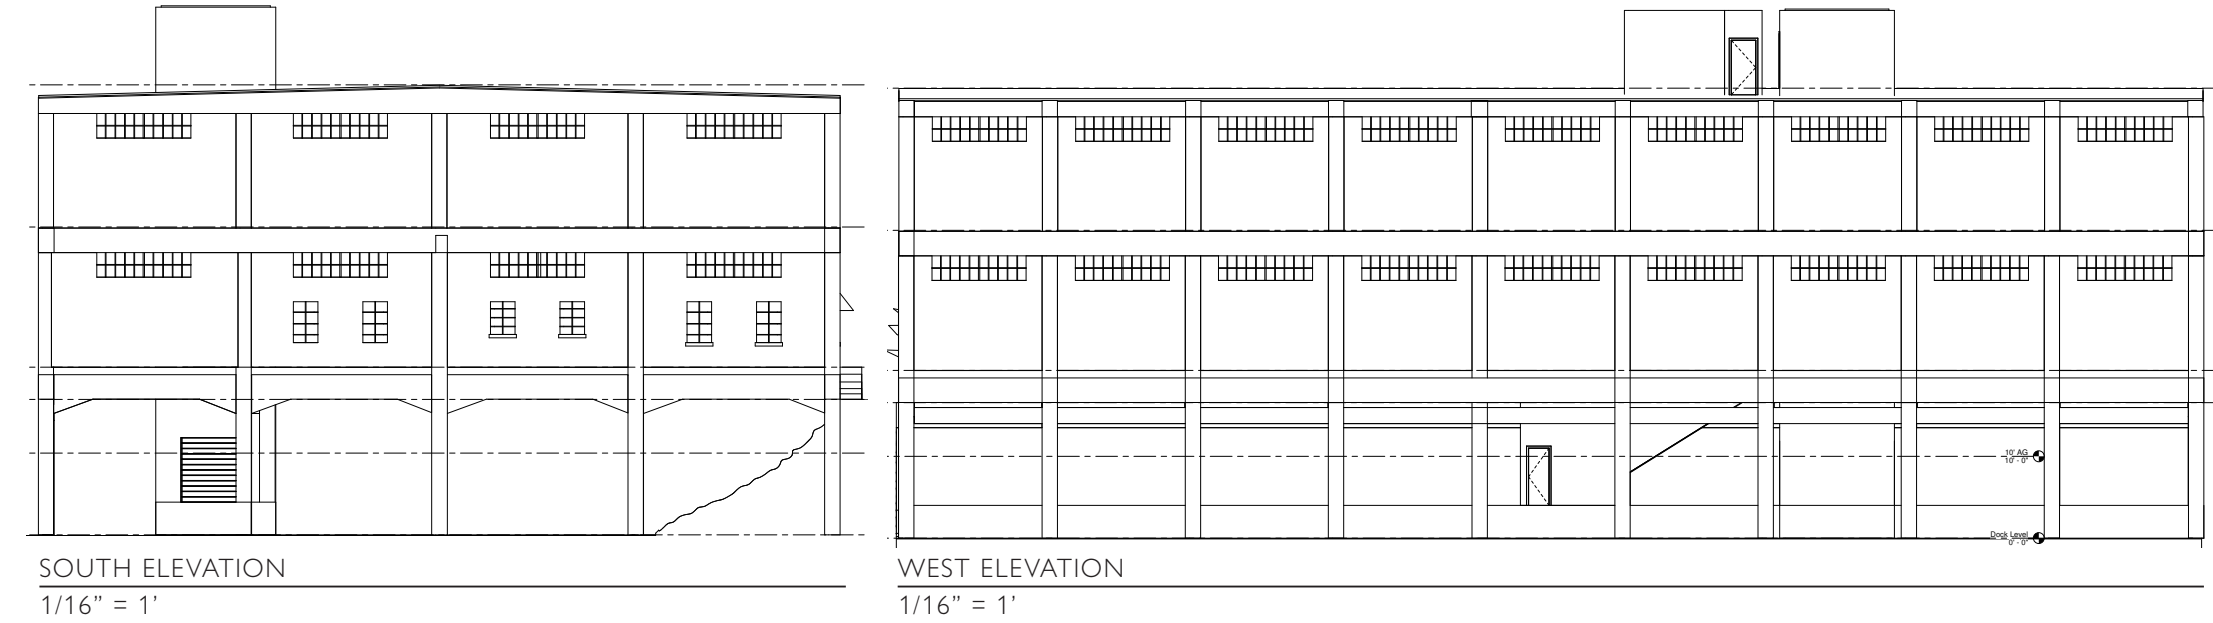 10' AG
10' - 0"
Dock Level
0' - 0"
SOUTH ELEVATION
1/16” = 1’
WEST ELEVATION
1/16” = 1’